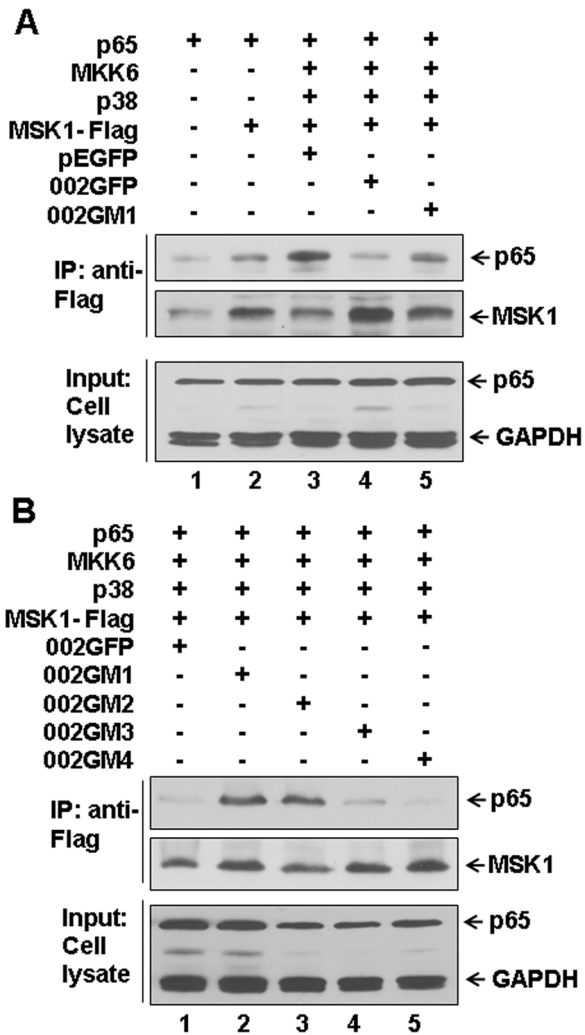 A
p65 + + + + +
MKK6 - - + + +
p38 - - + + +
MSK1-Flag - + + + +
pEGFP - - + - -
002GFP - - - + -
002GM1 - - - - +
IP: anti-
Flag
←p65
←MSK1
Input:
Cell
lysate
←p65
←GAPDH
1 2 3 4 5
B
p65 + + + + +
MKK6 + + + + +
p38 + + + + +
MSK1-Flag + + + + +
002GFP + - - - -
002GM1 - + - - -
002GM2 - - + - -
002GM3 - - - + -
002GM4 - - - - +
IP: anti-
Flag
←p65
←MSK1
Input:
Cell
lysate
←p65
←GAPDH
1 2 3 4 5